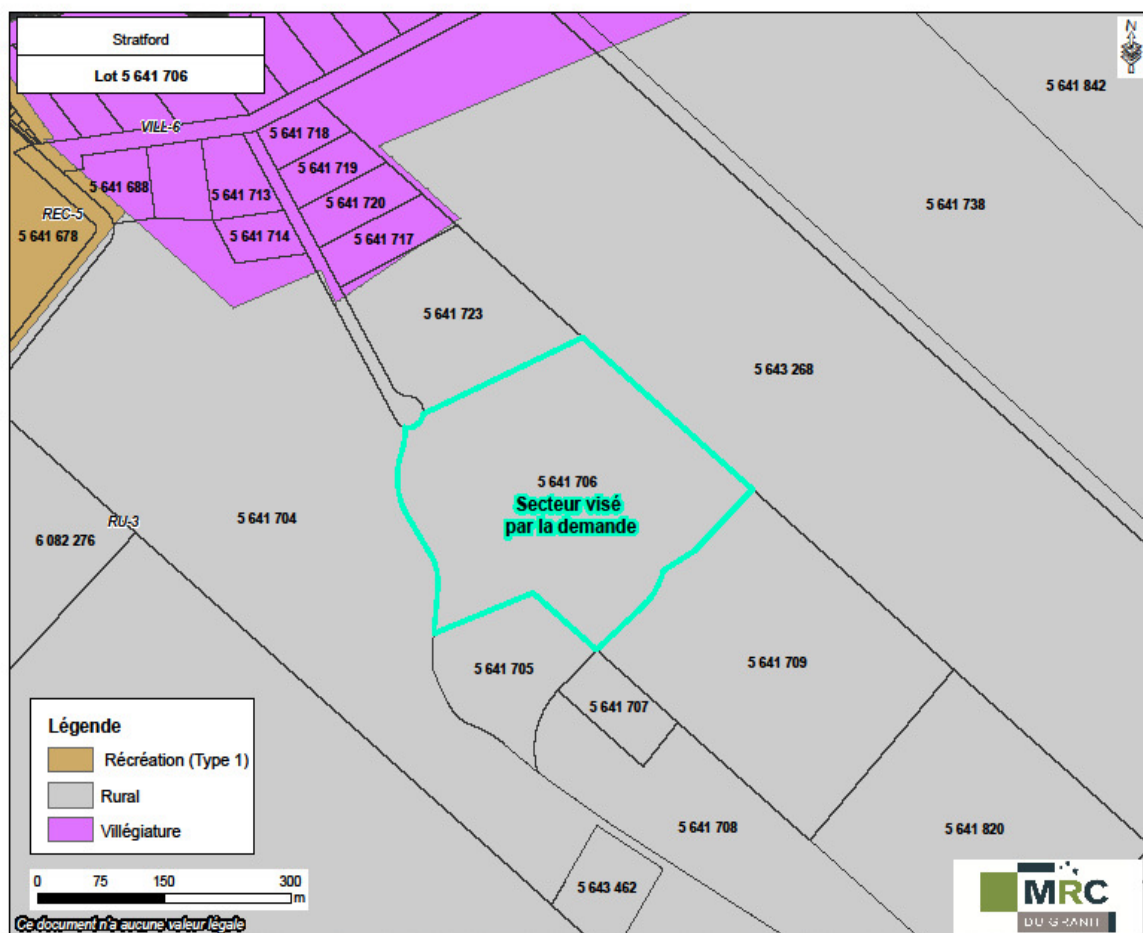 Stratford
Lot 5 641 706
N
5 641 842
VILL-6
5 641 718
5 641 719
5 641 688
5 641 713
5 641 720
5 641 738
REC-5
5 641 678
5 641 714
5 641 717
5 641 723
5 643 268
5 641 706
Secteur visé
par la demande
RU-3
5 641 704
6 082 276
5 641 705
5 641 709
5 641 707
Légende
Récréation (Type 1)
Rural
Villégiature
5 641 708
5 641 820
0 75 150 300
m
5 643 462
MRC
DU GRANIT
Ce document n'a aucune valeur légale